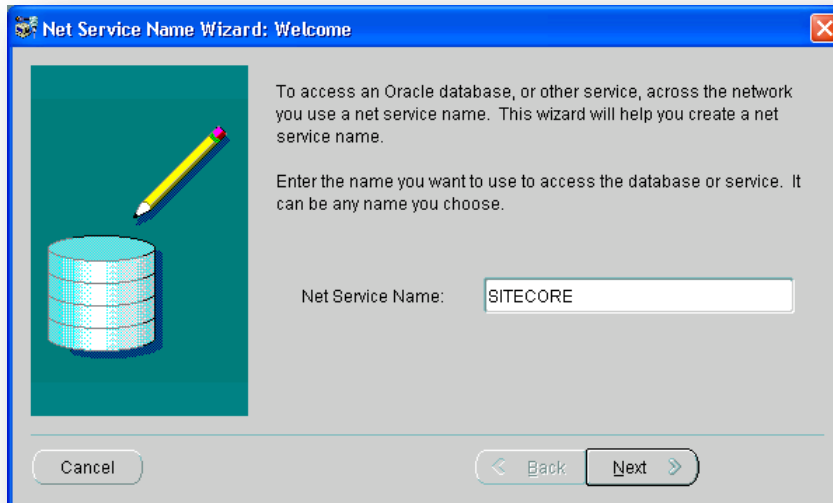 Net Service Name Wizard: Welcome
To access an Oracle database, or other service, across the network
you use a net service name. This wizard will help you create a net
service name.
Enter the name you want to use to access the database or service. It
can be any name you choose.
Net Service Name: SITECORE
Cancel Back Next